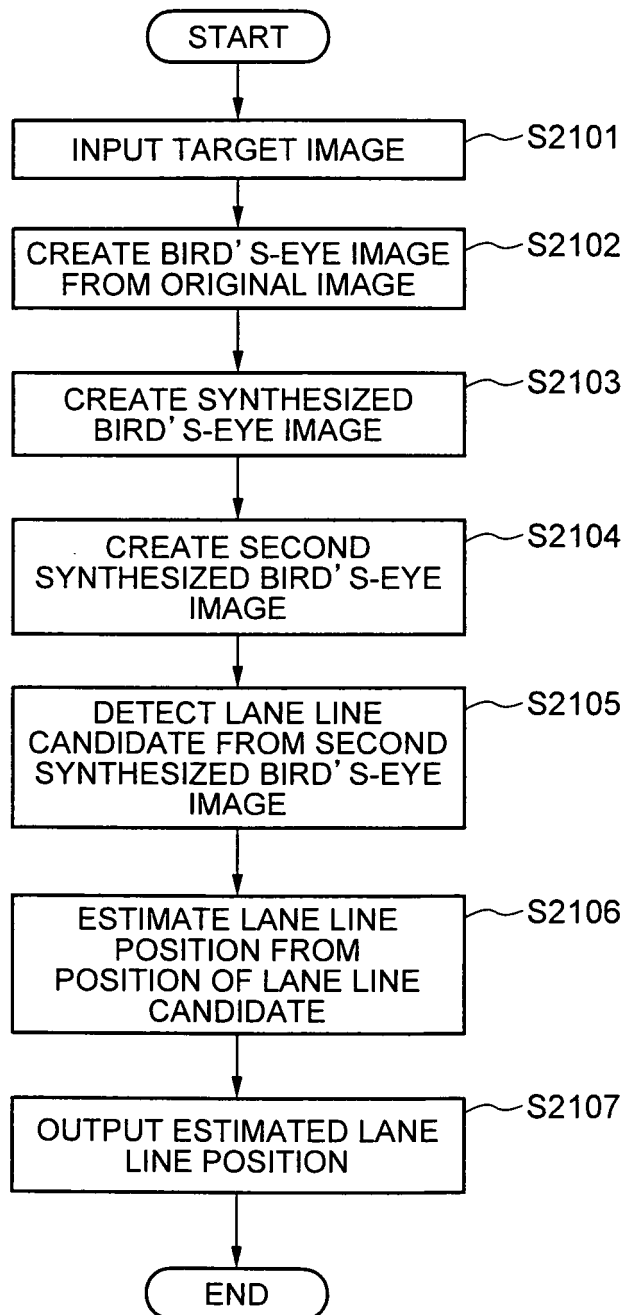 START
INPUT TARGET IMAGE
S2101
CREATE BIRD'S-EYE IMAGE
FROM ORIGINAL IMAGE
S2102
CREATE SYNTHESIZED
BIRD'S-EYE IMAGE
S2103
CREATE SECOND
SYNTHESIZED BIRD'S-EYE
IMAGE
S2104
DETECT LANE LINE
CANDIDATE FROM SECOND
SYNTHESIZED BIRD'S-EYE
IMAGE
S2105
ESTIMATE LANE LINE
POSITION FROM
POSITION OF LANE LINE
CANDIDATE
S2106
OUTPUT ESTIMATED LANE
LINE POSITION
S2107
END